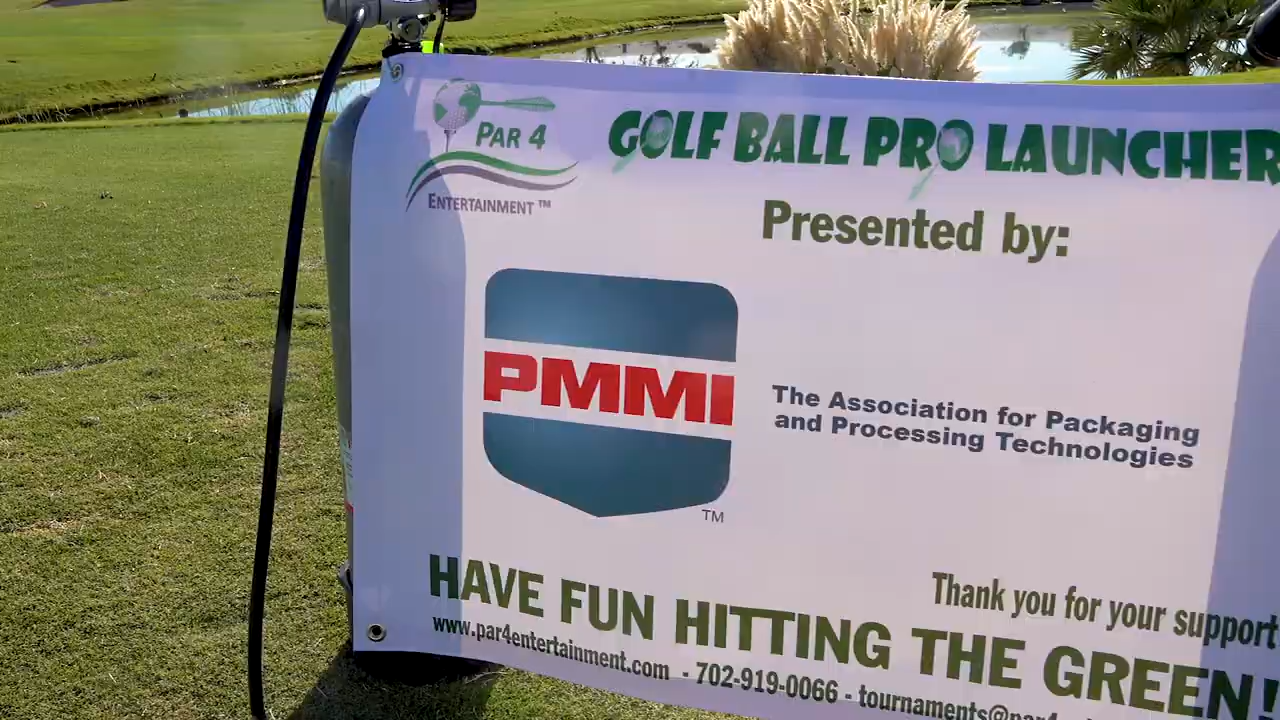 PAR 4
ENTERTAINMENT™
GOLF BALL PRO LAUNCHER
Presented by:
PMMI
TM
The Association for Packaging
and Processing Technologies
Thank you for your support
HAVE FUN HITTING THE GREEN!
www.par4entertainment.com - 702-919-0066 - tournaments@par4